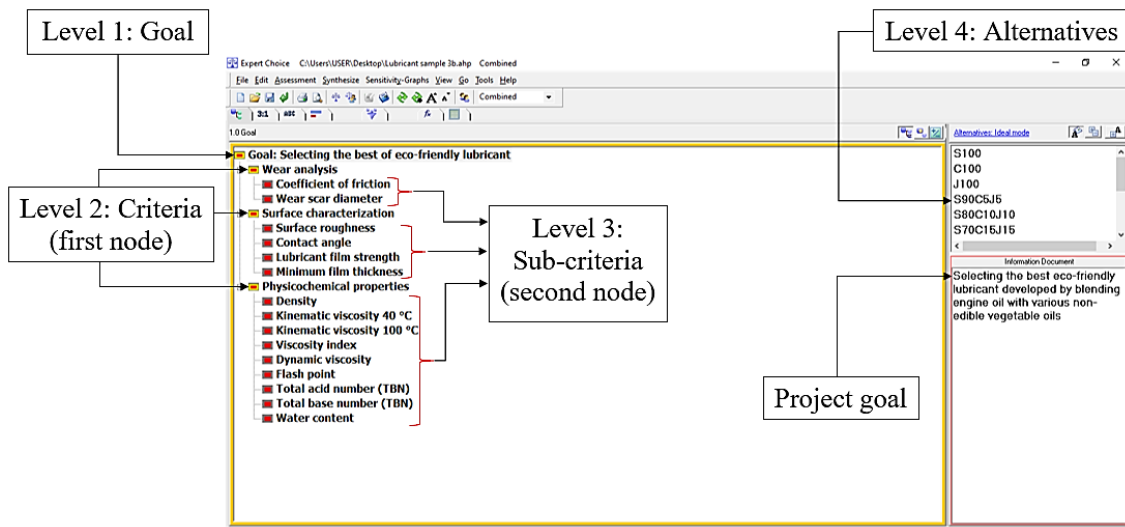 Level 1: Goal
Level 4: Alternatives
Expert Choice C:\Users\USER\Desktop\Lubricant sample 3b.ahp Combined
File Edit Assessment Synthesize Sensitivity-Graphs View Go Tools Help
Combined
3:1 ABC
1.0 Goal
Alternatives: Ideal mode
Goal: Selecting the best of eco-friendly lubricant
Wear analysis
Coefficient of friction
Wear scar diameter
Surface characterization
Surface roughness
Contact angle
Lubricant film strength
Minimum film thickness
Physicochemical properties
Density
Kinematic viscosity 40 °C
Kinematic viscosity 100 °C
Viscosity index
Dynamic viscosity
Flash point
Total acid number (TBN)
Total base number (TBN)
Water content
Level 2: Criteria
(first node)
Level 3:
Sub-criteria
(second node)
S100
C100
J100
S90C5J5
S80C10J10
S70C15J15
Information Document
Selecting the best eco-friendly
lubricant developed by blending
engine oil with various non-
edible vegetable oils
Project goal